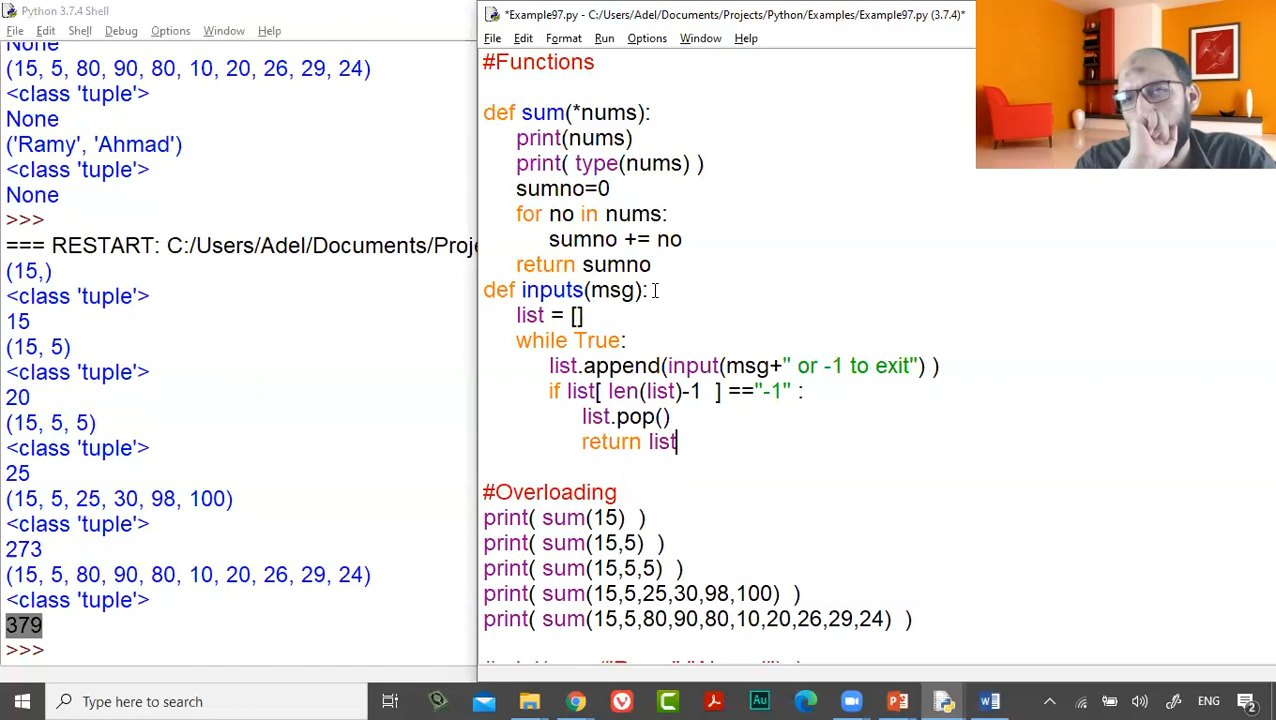 Python 3.7.4 Shell
File Edit Shell Debug Options Window Help
None
(15, 5, 80, 90, 80, 10, 20, 26, 29, 24)
<class 'tuple'>
None
('Ramy', 'Ahmad')
<class 'tuple'>
None
>>>
=== RESTART: C:/Users/Adel/Documents/Proje
(15,)
<class 'tuple'>
15
(15, 5)
<class 'tuple'>
20
(15, 5, 5)
<class 'tuple'>
25
(15, 5, 25, 30, 98, 100)
<class 'tuple'>
273
(15, 5, 80, 90, 80, 10, 20, 26, 29, 24)
<class 'tuple'>
379
>>>
*Example97.py - C:/Users/Adel/Documents/Projects/Python/Examples/Example97.py (3.7.4)*
File Edit Format Run Options Window Help
#Functions
def sum(*nums):
print(nums)
print( type(nums) )
sumno=0
for no in nums:
sumno += no
return sumno
def inputs(msg):
list = []
while True:
list.append(input(msg+" or -1 to exit") )
if list[ len(list)-1 ] =="-1" :
list.pop()
return list
#Overloading
print( sum(15) )
print( sum(15,5) )
print( sum(15,5,5) )
print( sum(15,5,25,30,98,100) )
print( sum(15,5,80,90,80,10,20,26,29,24) )
Type here to search
ENG
2